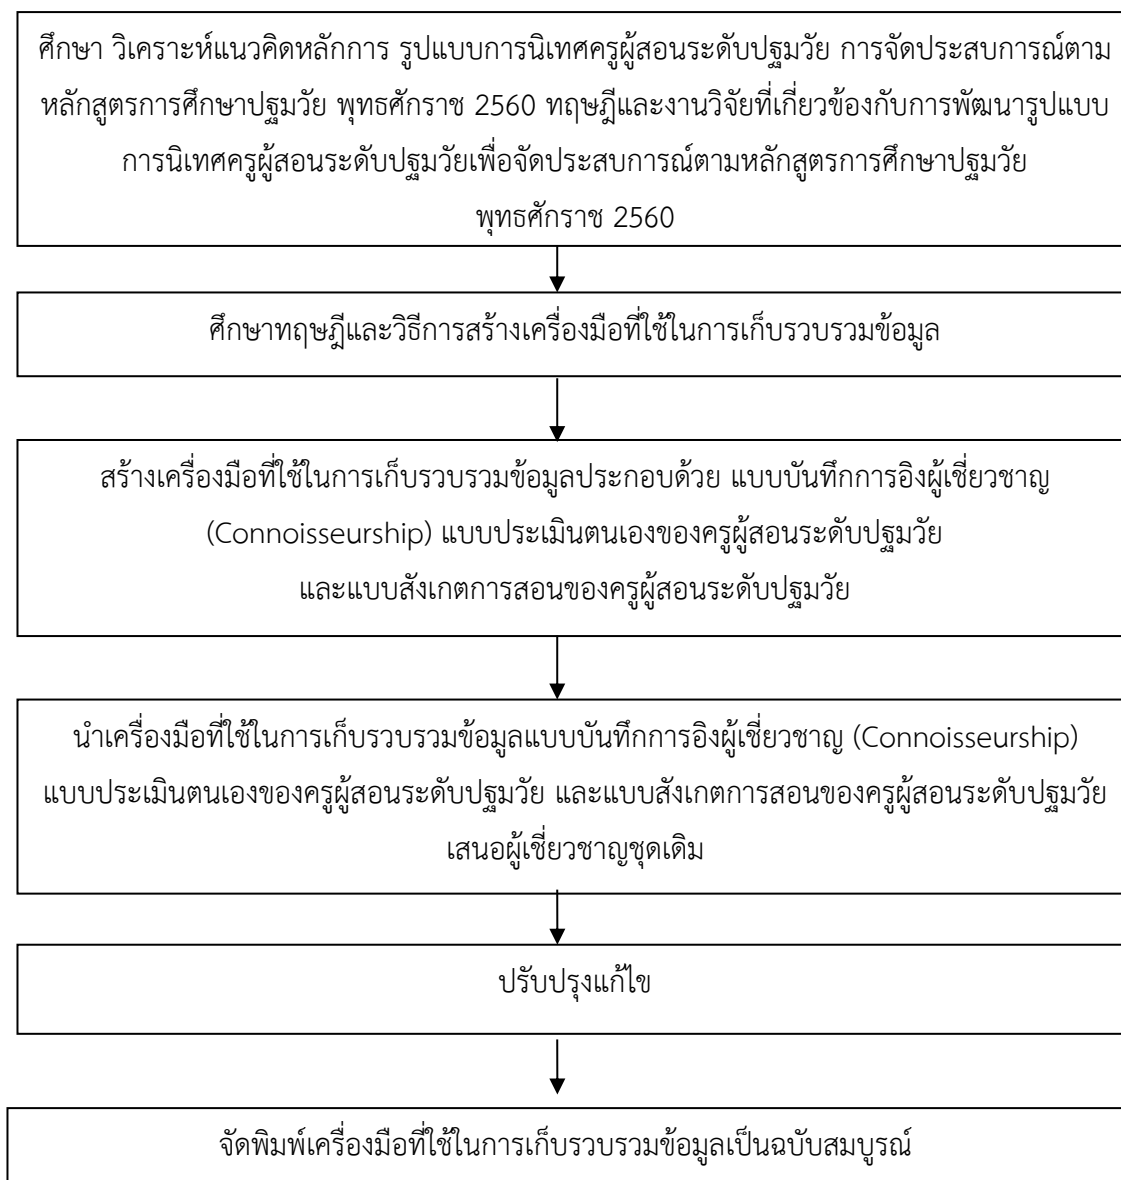 ศึกษา วิเคราะห์แนวคิดหลักการ รูปแบบการนิเทศครูผู้สอนระดับปฐมวัย การจัดประสบการณ์ตาม
หลักสูตรการศึกษาปฐมวัย พุทธศักราช 2560 ทฤษฎีและงานวิจัยที่เกี่ยวข้องกับการพัฒนารูปแบบ
การนิเทศครูผู้สอนระดับปฐมวัยเพื่อจัดประสบการณ์ตามหลักสูตรการศึกษาปฐมวัย
พุทธศักราช 2560
ศึกษาทฤษฎีและวิธีการสร้างเครื่องมือที่ใช้ในการเก็บรวบรวมข้อมูล
สร้างเครื่องมือที่ใช้ในการเก็บรวบรวมข้อมูลประกอบด้วย แบบบันทึกการอิงผู้เชี่ยวชาญ
(Connoisseurship) แบบประเมินตนเองของครูผู้สอนระดับปฐมวัย
และแบบสังเกตการสอนของครูผู้สอนระดับปฐมวัย
นำเครื่องมือที่ใช้ในการเก็บรวบรวมข้อมูลแบบบันทึกการอิงผู้เชี่ยวชาญ (Connoisseurship)
แบบประเมินตนเองของครูผู้สอนระดับปฐมวัย และแบบสังเกตการสอนของครูผู้สอนระดับปฐมวัย
เสนอผู้เชี่ยวชาญชุดเดิม
ปรับปรุงแก้ไข
จัดพิมพ์เครื่องมือที่ใช้ในการเก็บรวบรวมข้อมูลเป็นฉบับสมบูรณ์